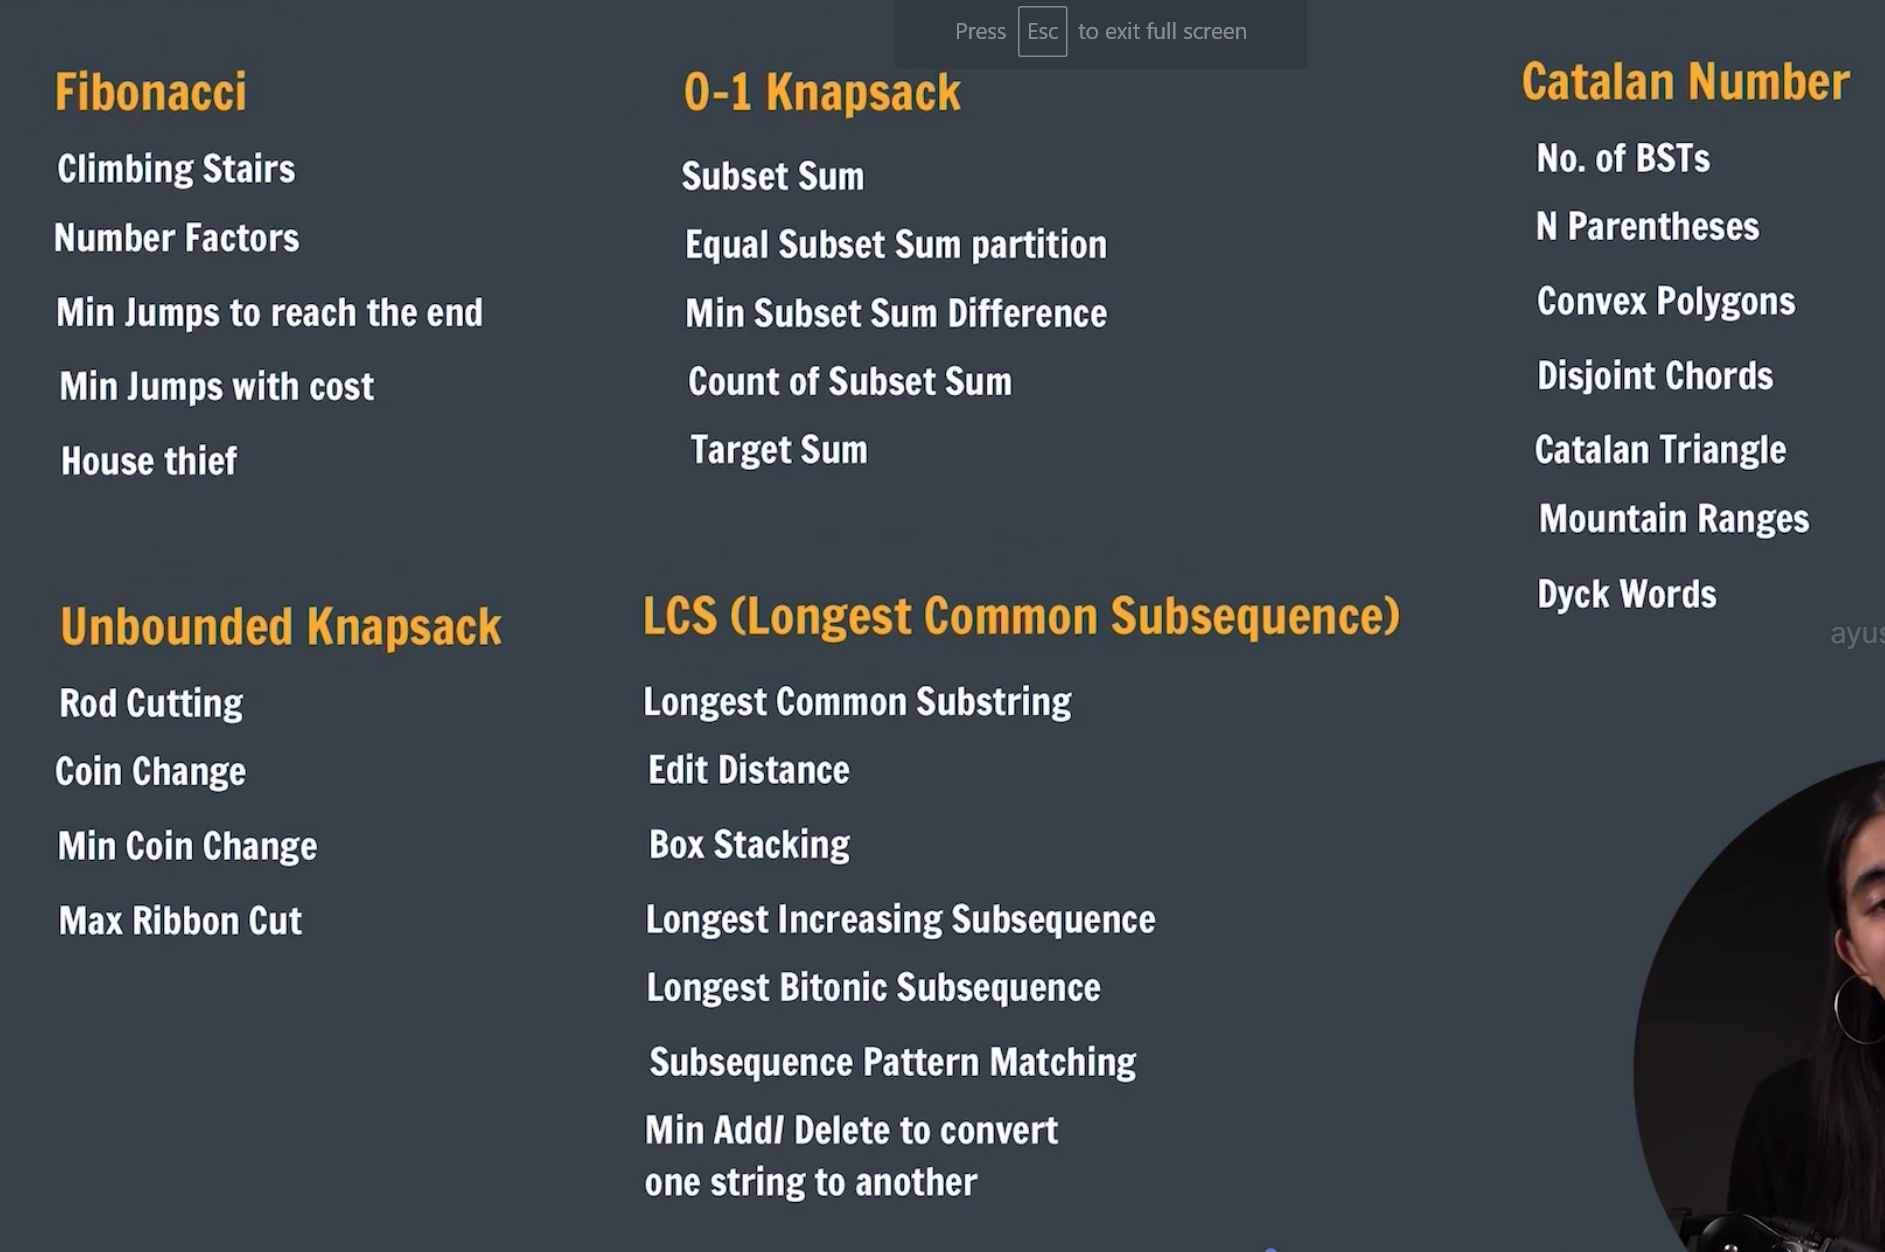 Press Esc to exit full screen
Fibonacci
Climbing Stairs
Number Factors
Min Jumps to reach the end
Min Jumps with cost
House thief
0-1 Knapsack
Subset Sum
Equal Subset Sum partition
Min Subset Sum Difference
Count of Subset Sum
Target Sum
Catalan Number
No. of BSTs
N Parentheses
Convex Polygons
Disjoint Chords
Catalan Triangle
Mountain Ranges
Dyck Words
Unbounded Knapsack
Rod Cutting
Coin Change
Min Coin Change
Max Ribbon Cut
LCS (Longest Common Subsequence)
Longest Common Substring
Edit Distance
Box Stacking
Longest Increasing Subsequence
Longest Bitonic Subsequence
Subsequence Pattern Matching
Min Add/ Delete to convert
one string to another